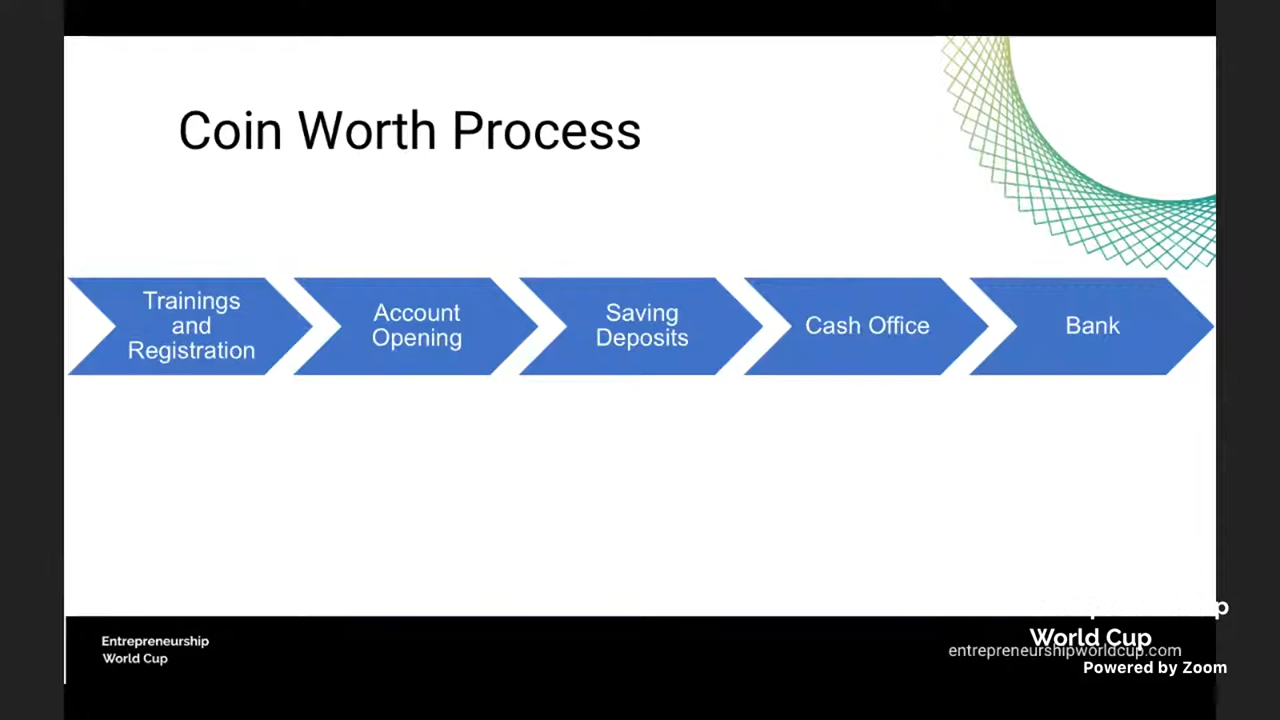 Coin Worth Process
Trainings
and
Registration
Account
Opening
Saving
Deposits
Cash Office
Bank
Entrepreneurship
World Cup
World Cup
entrepreneurshipworldcup.com
Powered by Zoom